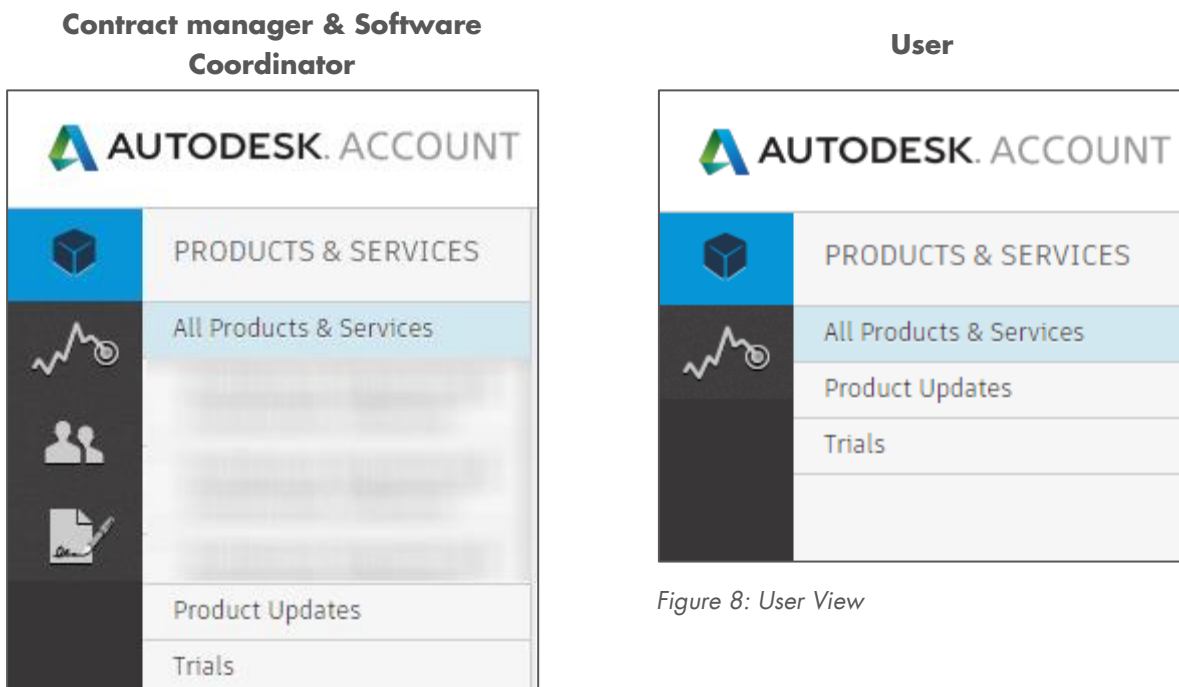 Contract manager & Software
Coordinator
AUTODESK. ACCOUNT
PRODUCTS & SERVICES
All Products & Services
Product Updates
Trials
User
AUTODESK. ACCOUNT
PRODUCTS & SERVICES
All Products & Services
Product Updates
Trials
Figure 8: User View